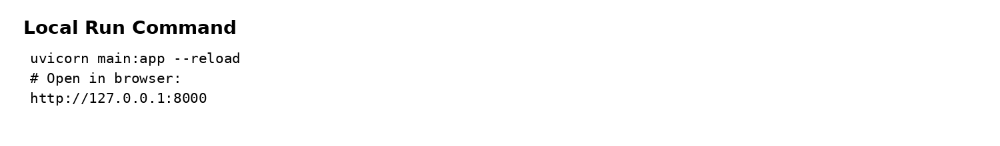 Local Run Command
uvicorn main:app --reload
# Open in browser:
http://127.0.0.1:8000